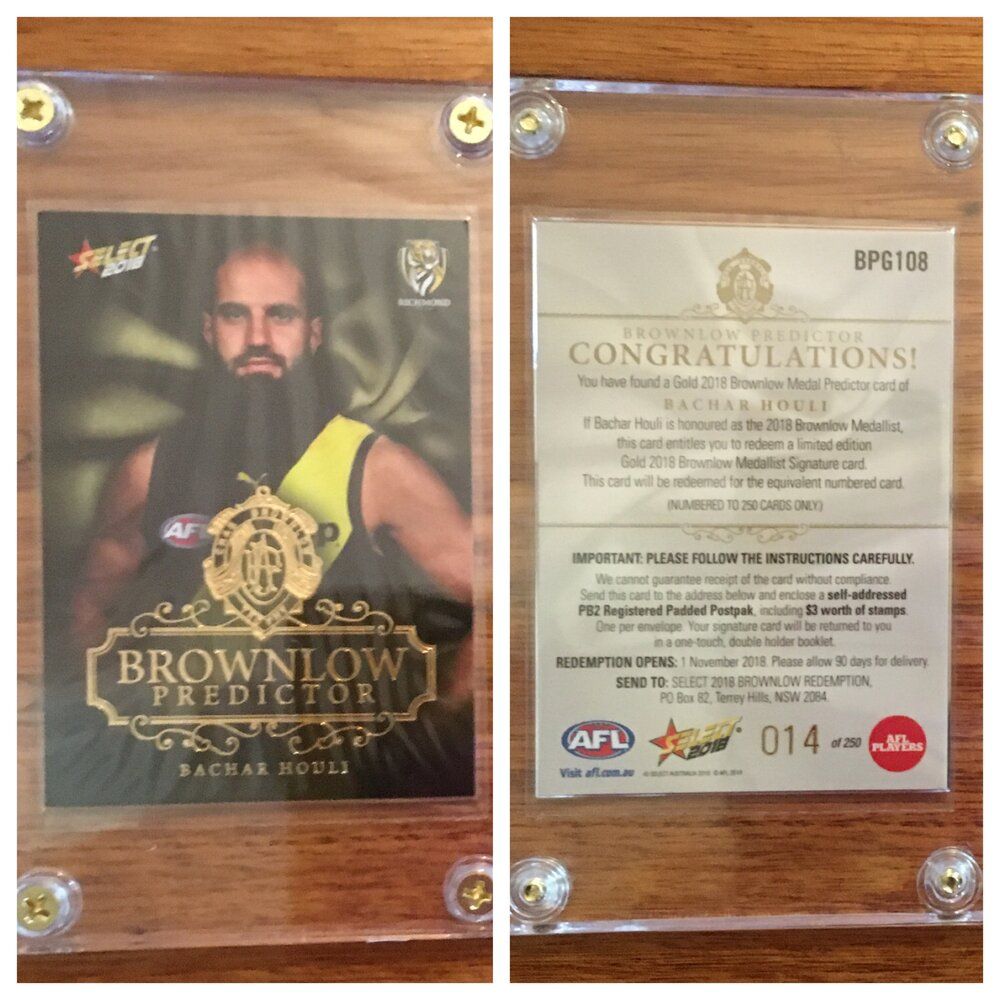 SELECT
2018
RICHMOND
AFL
BROWNLOW
PREDICTOR
BACHAR HOULI
BPG108
BROWNLOW PREDICTOR
CONGRATULATIONS!
You have found a Gold 2018 Brownlow Medal Predictor card of
BACHAR HOULI
If Bachar Houli is honoured as the 2018 Brownlow Medallist,
this card entitles you to redeem a limited edition
Gold 2018 Brownlow Medallist Signature card.
This card will be redeemed for the equivalent numbered card.
(NUMBERED TO 250 CARDS ONLY)
IMPORTANT: PLEASE FOLLOW THE INSTRUCTIONS CAREFULLY.
We cannot guarantee receipt of the card without compliance.
Send this card to the address below and enclose a self-addressed
PB2 Registered Padded Postpak, including $3 worth of stamps.
One per envelope. Your signature card will be returned to you
in a one-touch, double holder booklet.
REDEMPTION OPENS: 1 November 2018. Please allow 90 days for delivery.
SEND TO: SELECT 2018 BROWNLOW REDEMPTION,
PO Box 82, Terrey Hills, NSW 2084.
AFL
SELECT
2018
014 of 250
AFL
PLAYERS
Visit afl.com.au